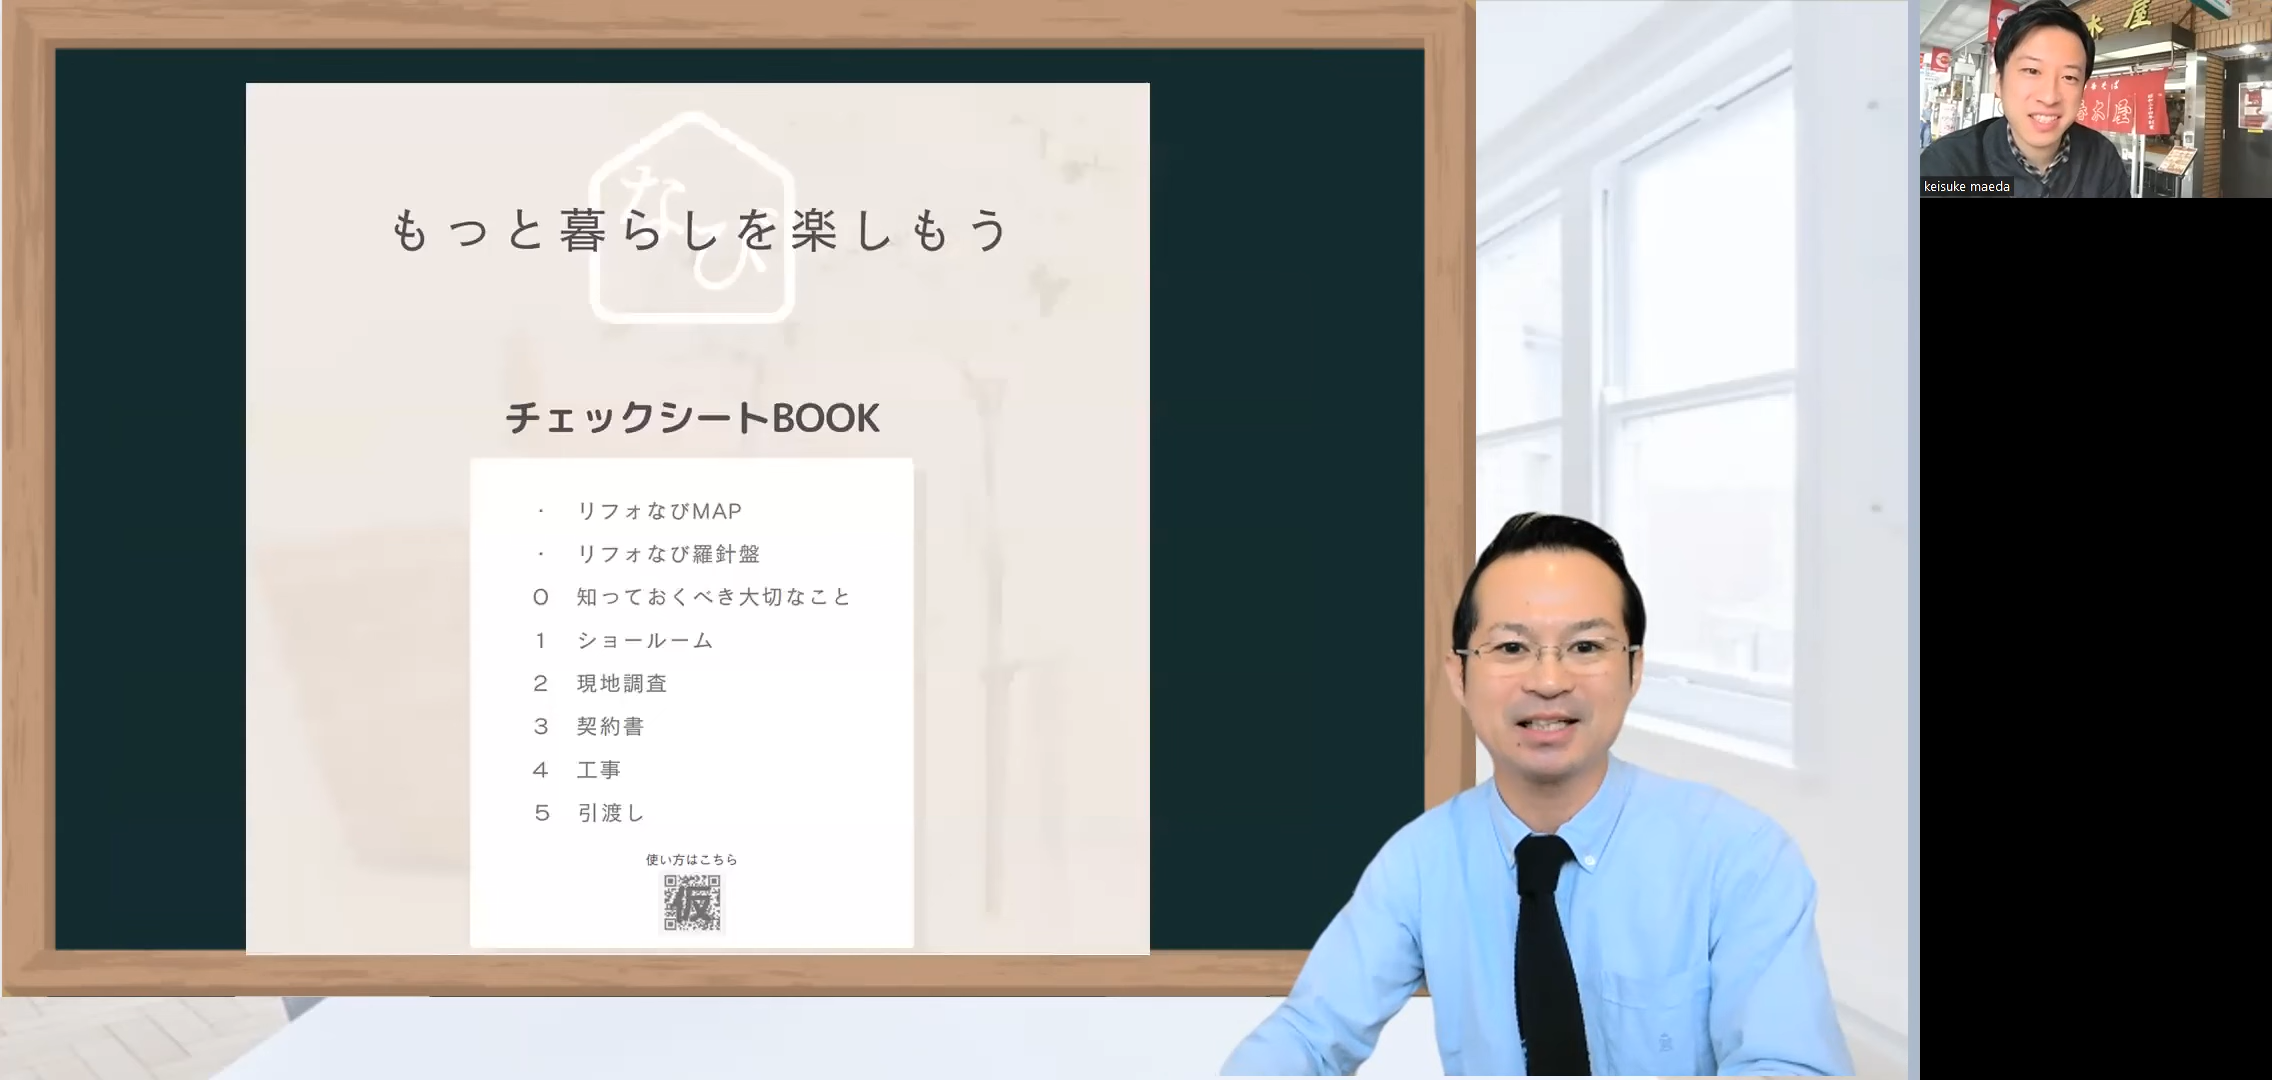 なび
もっと暮らしを楽しもう
チェックシートBOOK
・ リフォなびMAP
・ リフォなび羅針盤
0 知っておくべき大切なこと
1 ショールーム
2 現地調査
3 契約書
4 工事
5 引渡し
使い方はこちら
仮
木屋
keisuke maeda